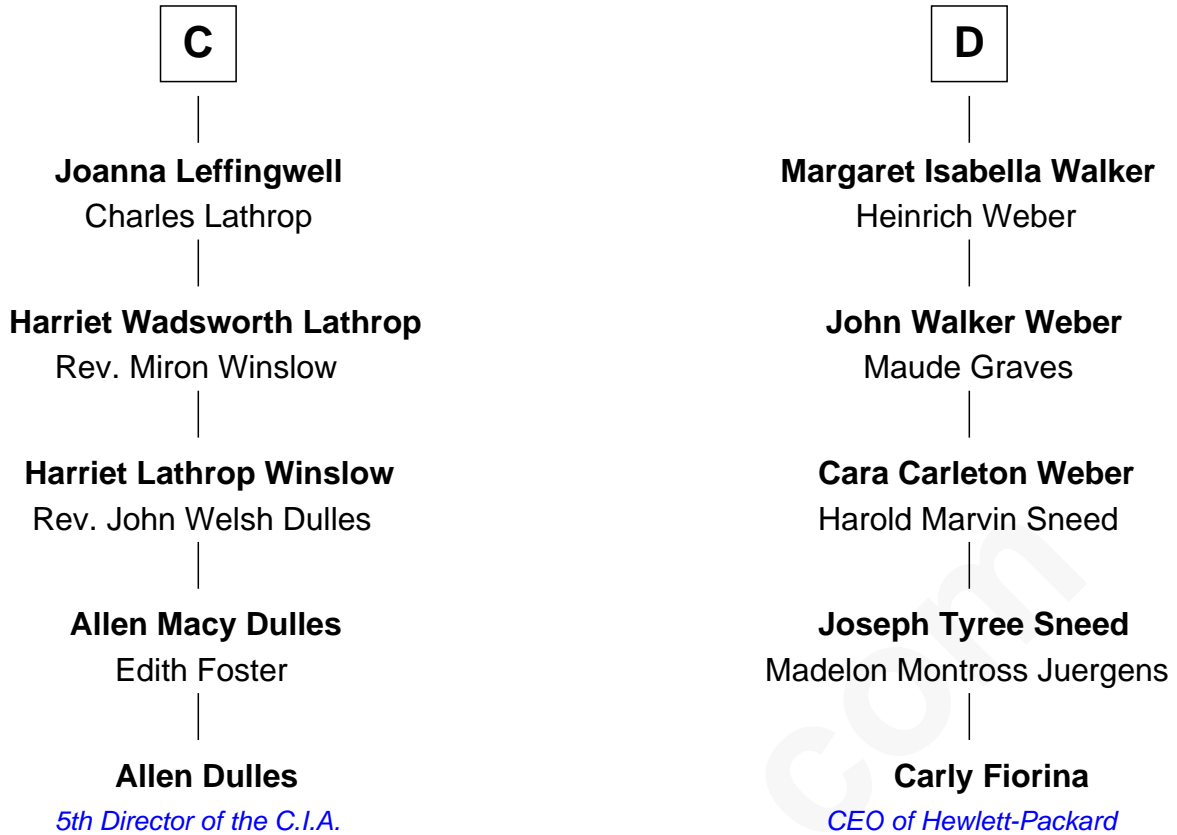 C
Joanna Leffingwell
Charles Lathrop
Harriet Wadsworth Lathrop
Rev. Miron Winslow
Harriet Lathrop Winslow
Rev. John Welsh Dulles
Allen Macy Dulles
Edith Foster
Allen Dulles
5th Director of the C.I.A.
D
Margaret Isabella Walker
Heinrich Weber
John Walker Weber
Maude Graves
Cara Carleton Weber
Harold Marvin Sneed
Joseph Tyree Sneed
Madelon Montross Juergens
Carly Fiorina
CEO of Hewlett-Packard
com